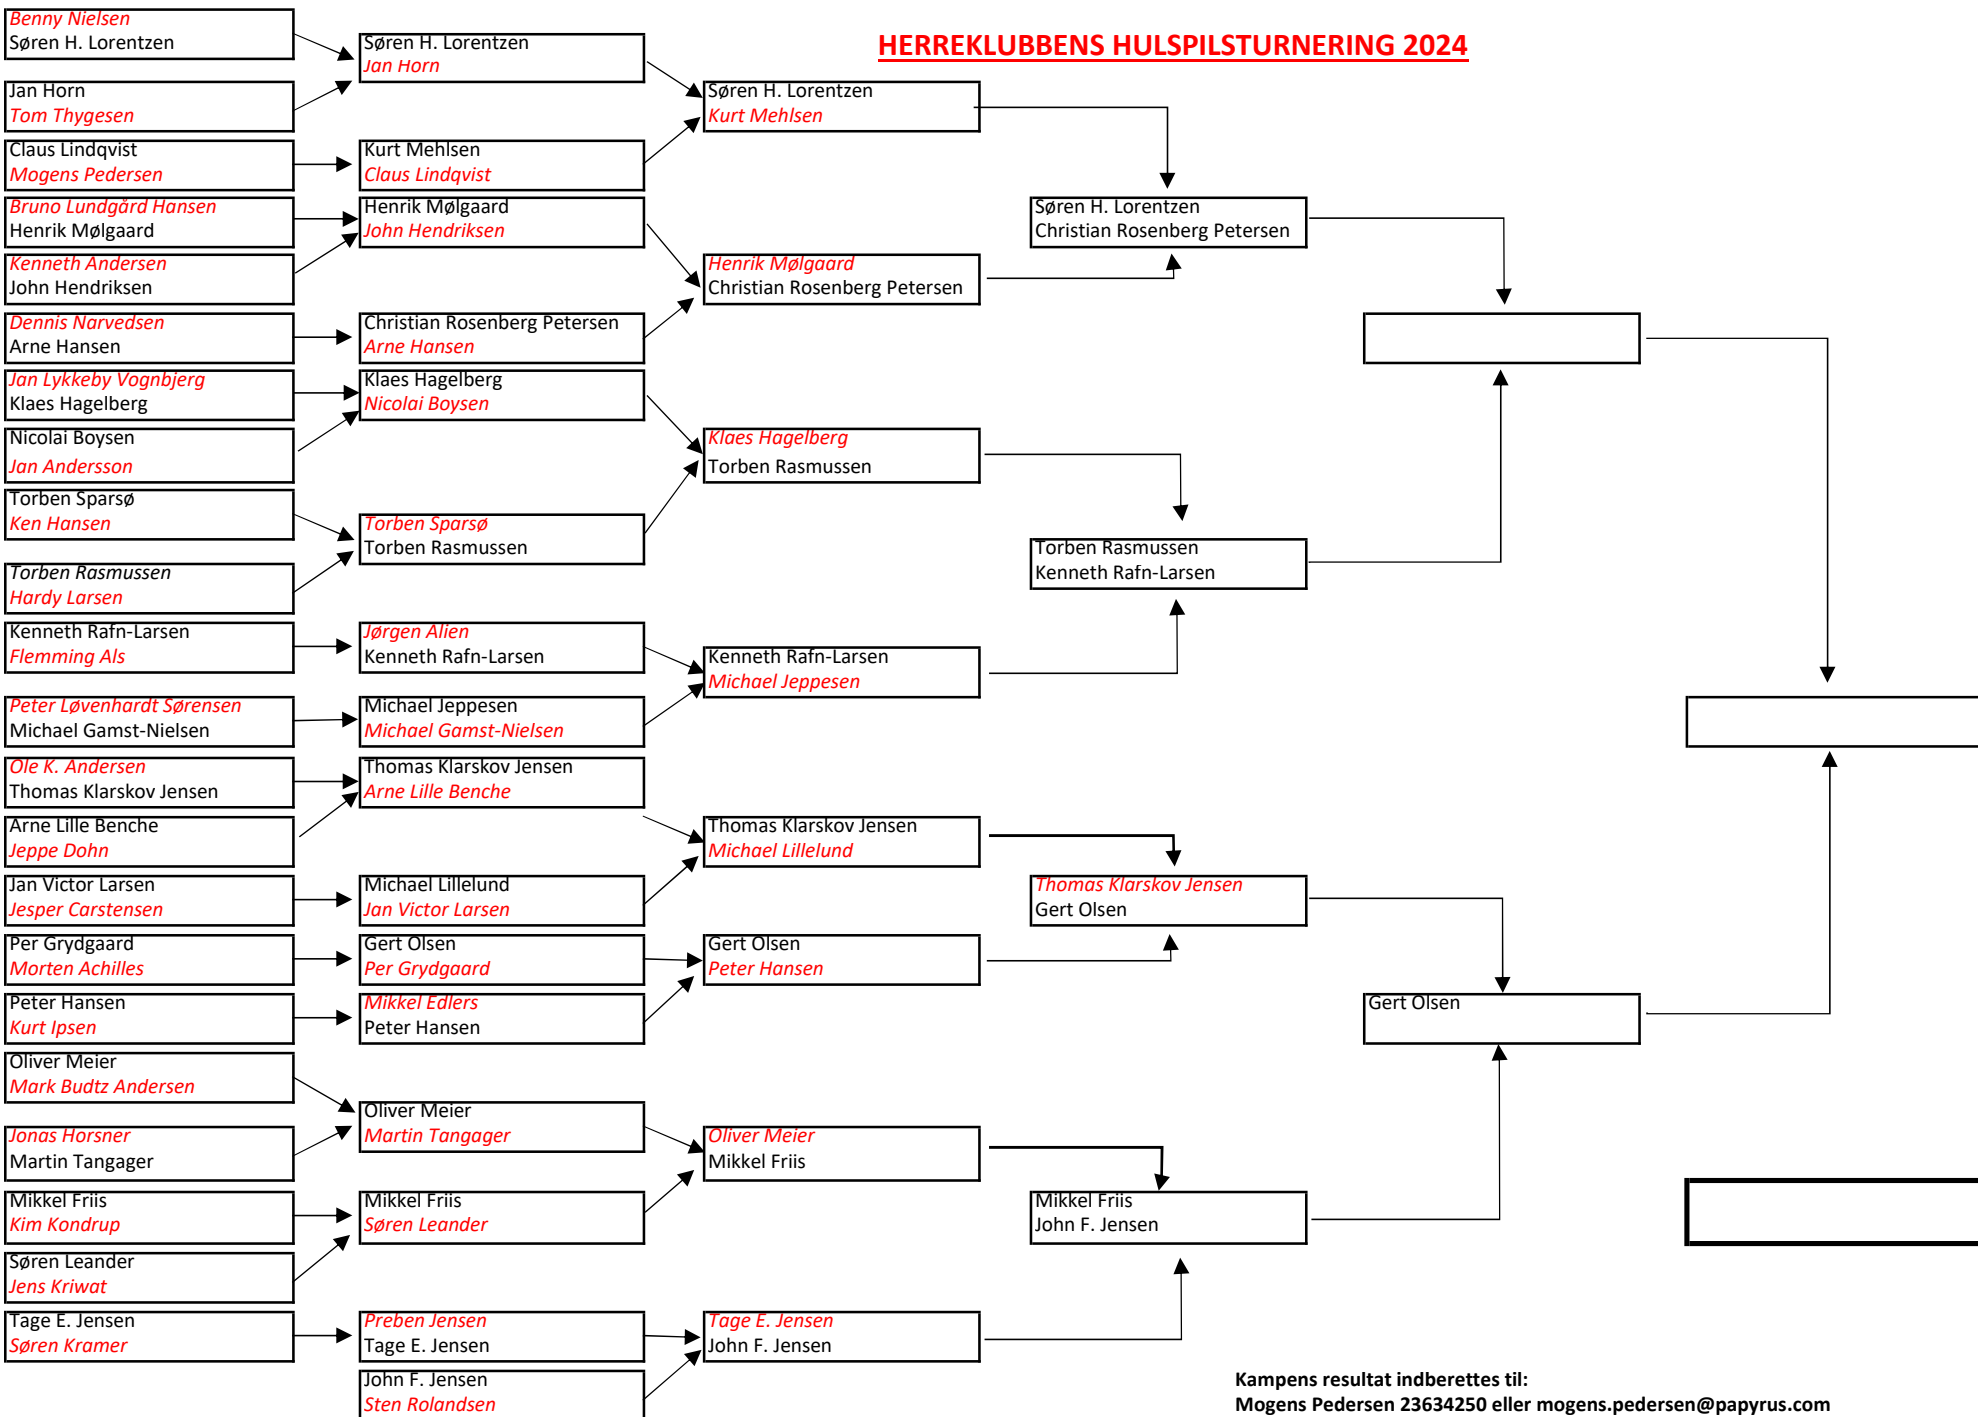 HERREKLUBBENS HULSPILSTURNERING 2024
Benny Nielsen
Søren H. Lorentzen
Jan Horn
Tom Thygesen
Claus Lindqvist
Mogens Pedersen
Bruno Lundgård Hansen
Henrik Mølgaard
Kenneth Andersen
John Hendriksen
Dennis Narvedsen
Arne Hansen
Jan Lykkeby Vognbjerg
Klaes Hagelberg
Nicolai Boysen
Jan Andersson
Torben Sparsø
Ken Hansen
Torben Rasmussen
Hardy Larsen
Kenneth Rafn-Larsen
Flemming Als
Peter Løvenhardt Sørensen
Michael Gamst-Nielsen
Ole K. Andersen
Thomas Klarskov Jensen
Arne Lille Benche
Jeppe Dohn
Jan Victor Larsen
Jesper Carstensen
Per Grydgaard
Morten Achilles
Peter Hansen
Kurt Ipsen
Oliver Meier
Mark Budtz Andersen
Jonas Horsner
Martin Tangager
Mikkel Friis
Kim Kondrup
Søren Leander
Jens Kriwat
Tage E. Jensen
Søren Kramer
Søren H. Lorentzen
Jan Horn
Kurt Mehlsen
Claus Lindqvist
Henrik Mølgaard
John Hendriksen
Christian Rosenberg Petersen
Arne Hansen
Klaes Hagelberg
Nicolai Boysen
Torben Sparsø
Torben Rasmussen
Jørgen Alien
Kenneth Rafn-Larsen
Michael Jeppesen
Michael Gamst-Nielsen
Thomas Klarskov Jensen
Arne Lille Benche
Michael Lillelund
Jan Victor Larsen
Gert Olsen
Per Grydgaard
Mikkel Edlers
Peter Hansen
Oliver Meier
Martin Tangager
Mikkel Friis
Søren Leander
Preben Jensen
Tage E. Jensen
John F. Jensen
Sten Rolandsen
Søren H. Lorentzen
Kurt Mehlsen
Henrik Mølgaard
Christian Rosenberg Petersen
Klaes Hagelberg
Torben Rasmussen
Kenneth Rafn-Larsen
Michael Jeppesen
Thomas Klarskov Jensen
Michael Lillelund
Gert Olsen
Peter Hansen
Oliver Meier
Mikkel Friis
Tage E. Jensen
John F. Jensen
Søren H. Lorentzen
Christian Rosenberg Petersen
Torben Rasmussen
Kenneth Rafn-Larsen
Thomas Klarskov Jensen
Gert Olsen
Mikkel Friis
John F. Jensen
Gert Olsen
Kampens resultat indberettes til:
Mogens Pedersen 23634250 eller mogens.pedersen@papyrus.com